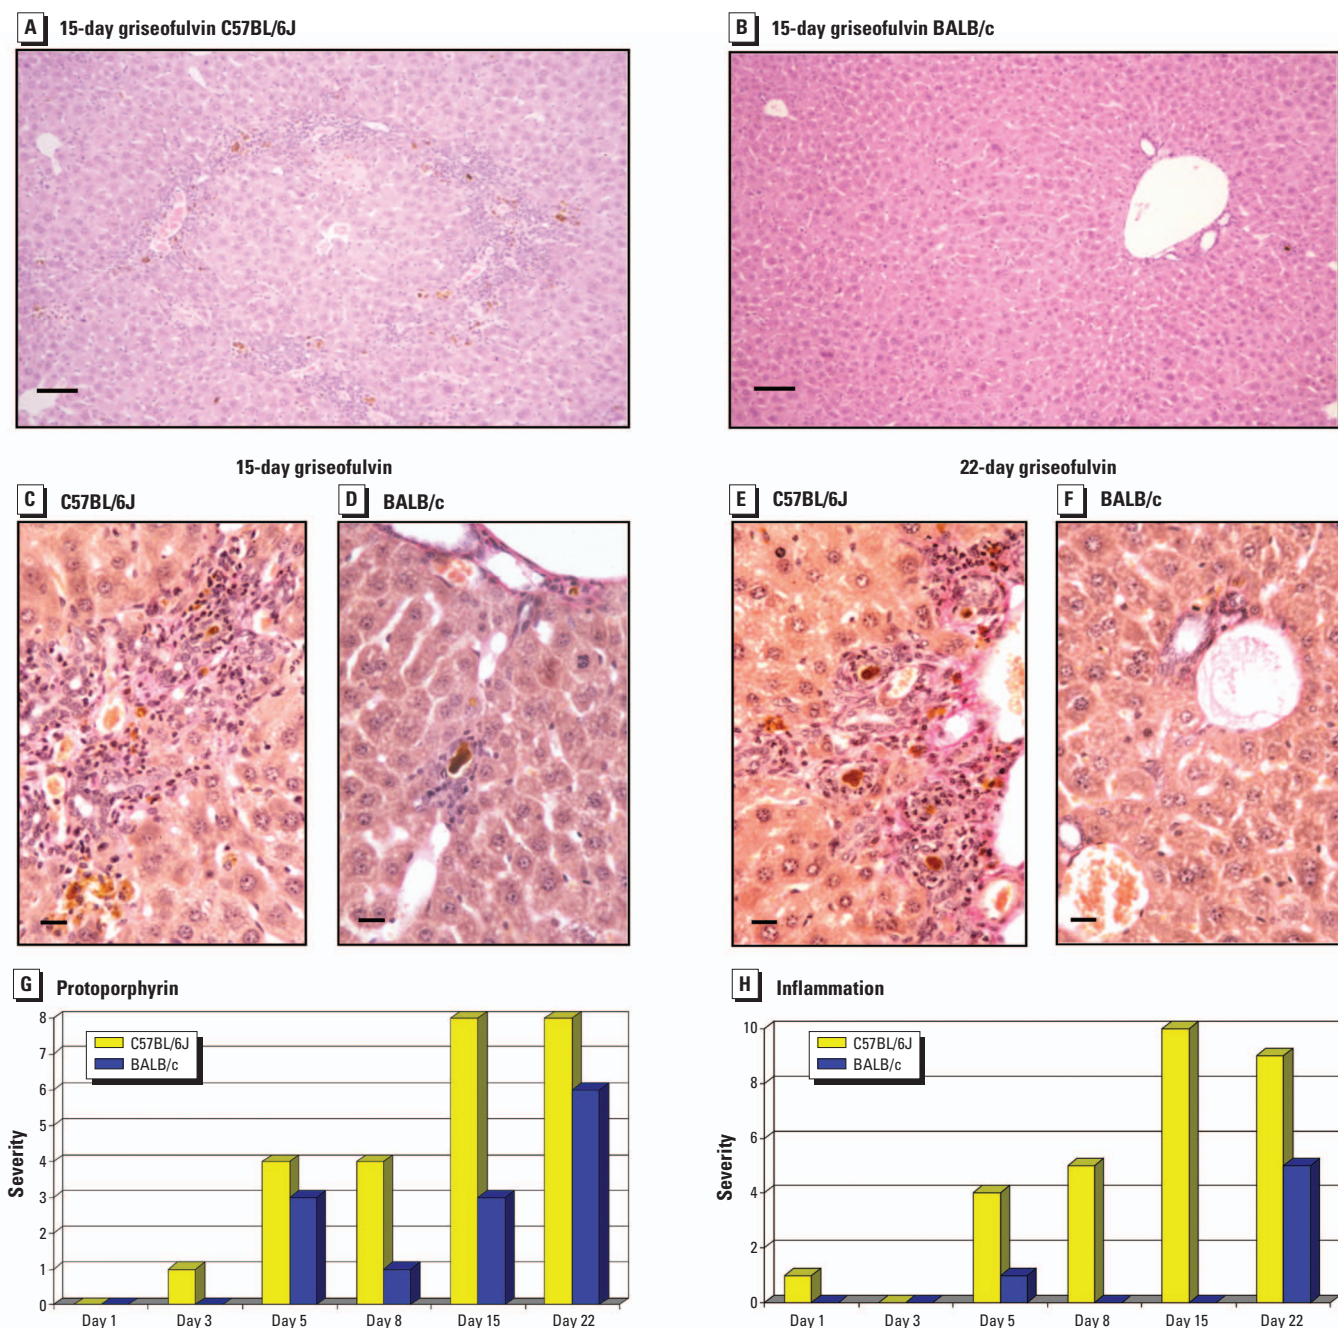 A 15-day griseofulvin C57BL/6J
B 15-day griseofulvin BALB/c
15-day griseofulvin
C C57BL/6J
D BALB/c
22-day griseofulvin
E C57BL/6J
F BALB/c
G Protoporphyrin
8
7
6
5
4
3
2
1
0
Severity
C57BL/6J
BALB/c
Day 1 Day 3 Day 5 Day 8 Day 15 Day 22
H Inflammation
10
8
6
4
2
0
Severity
C57BL/6J
BALB/c
Day 1 Day 3 Day 5 Day 8 Day 15 Day 22